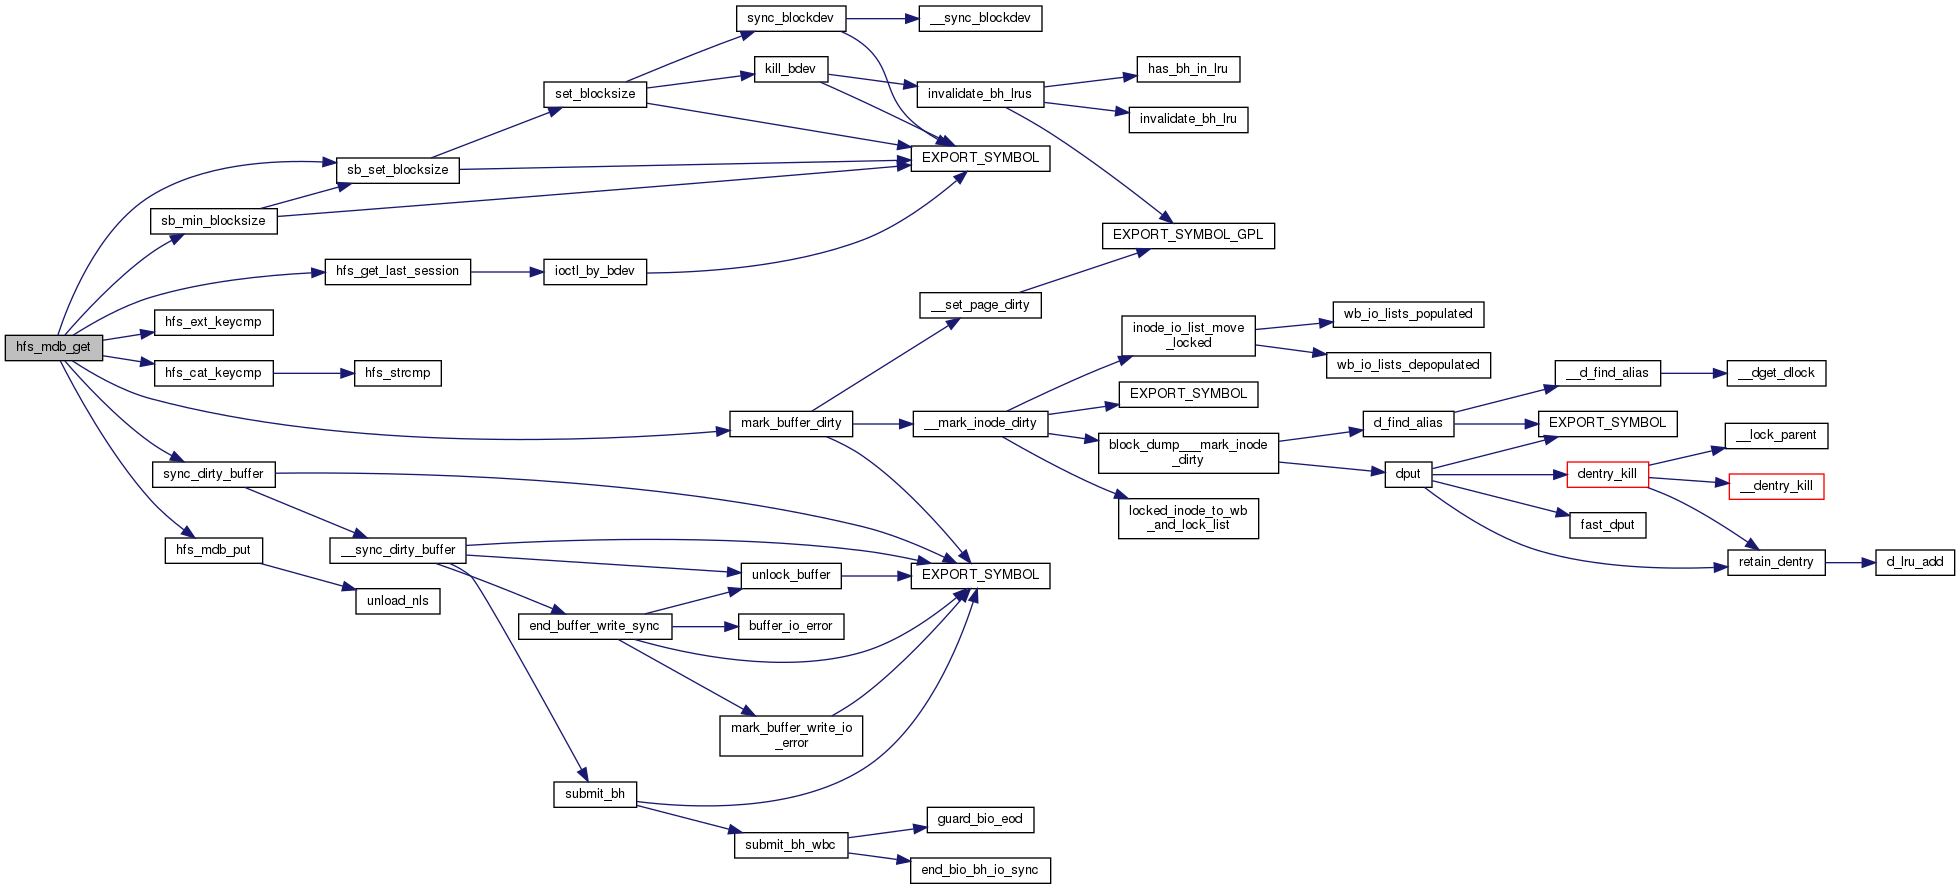 sync_blockdev
__sync_blockdev
kill_bdev
has_bh_in_lru
set_blocksize
invalidate_bh_lrus
invalidate_bh_lru
EXPORT_SYMBOL
sb_set_blocksize
sb_min_blocksize
EXPORT_SYMBOL_GPL
hfs_get_last_session
ioctl_by_bdev
__set_page_dirty
hfs_ext_keycmp
inode_io_list_move
_locked
wb_io_lists_populated
hfs_mdb_get
wb_io_lists_depopulated
hfs_cat_keycmp
hfs_strcmp
__d_find_alias
__dget_dlock
EXPORT_SYMBOL
mark_buffer_dirty
__mark_inode_dirty
d_find_alias
EXPORT_SYMBOL
__lock_parent
block_dump___mark_inode
_dirty
sync_dirty_buffer
dput
dentry_kill
__dentry_kill
locked_inode_to_wb
_and_lock_list
fast_dput
hfs_mdb_put
__sync_dirty_buffer
retain_dentry
d_lru_add
unlock_buffer
EXPORT_SYMBOL
unload_nls
end_buffer_write_sync
buffer_io_error
mark_buffer_write_io
_error
submit_bh
guard_bio_eod
submit_bh_wbc
end_bio_bh_io_sync